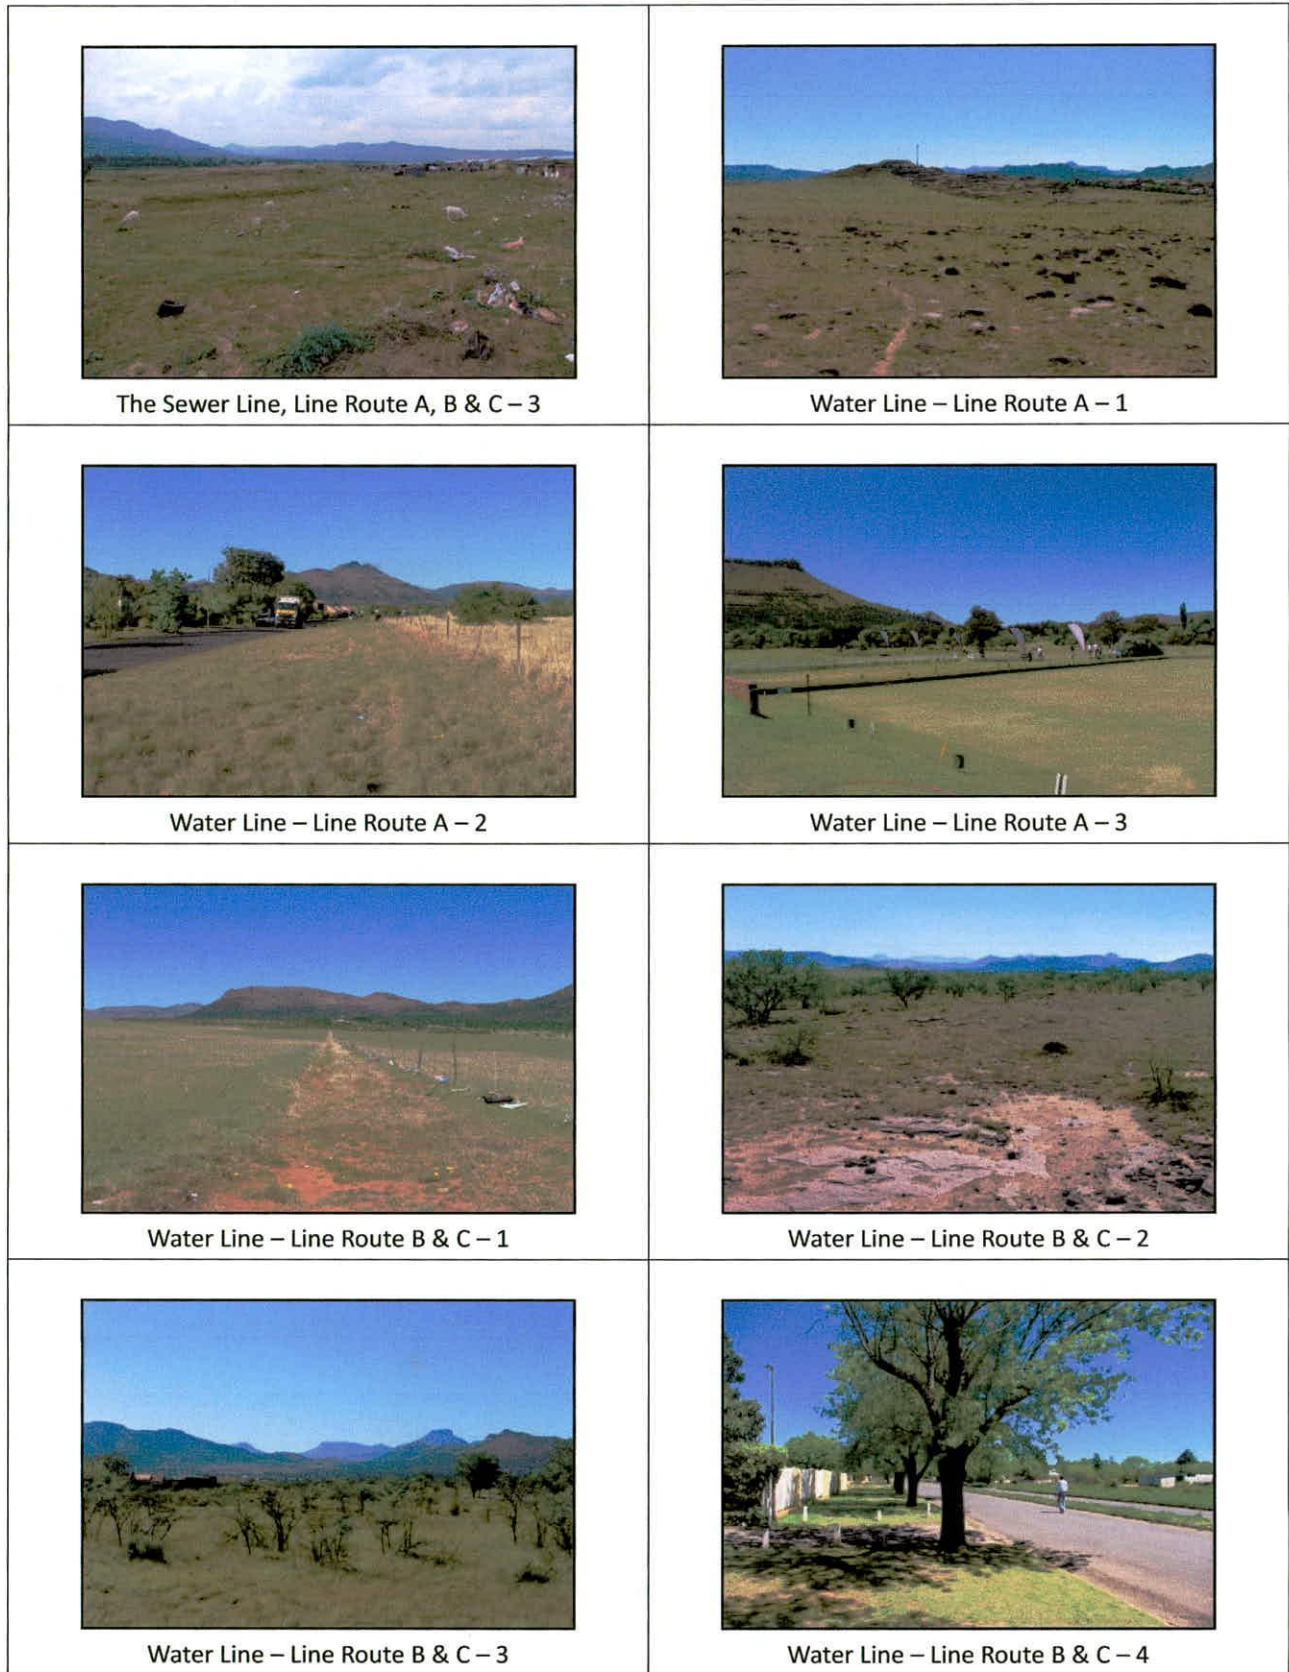 The Sewer Line, Line Route A, B & C – 3
Water Line – Line Route A – 1
Water Line – Line Route A – 2
Water Line – Line Route A – 3
Water Line – Line Route B & C – 1
Water Line – Line Route B & C – 2
Water Line – Line Route B & C – 3
Water Line – Line Route B & C – 4